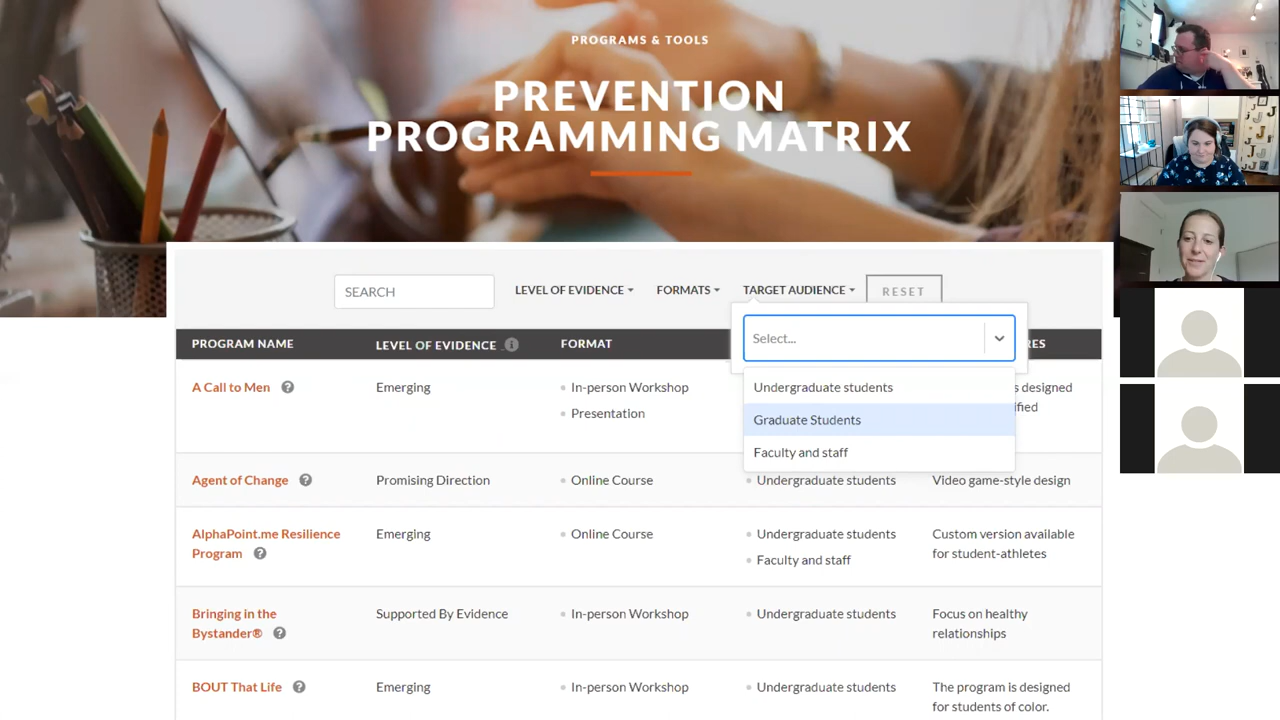 PROGRAMS & TOOLS
PREVENTION
PROGRAMMING MATRIX
SEARCH
LEVEL OF EVIDENCE
FORMATS
TARGET AUDIENCE
RESET
Select...
Undergraduate students
Graduate Students
Faculty and staff
PROGRAM NAME
LEVEL OF EVIDENCE
FORMAT
RES
A Call to Men
Emerging
In-person Workshop
Presentation
s designed
ified
Agent of Change
Promising Direction
Online Course
Undergraduate students
Video game-style design
AlphaPoint.me Resilience
Program
Emerging
Online Course
Undergraduate students
Faculty and staff
Custom version available
for student-athletes
Bringing in the
Bystander®
Supported By Evidence
In-person Workshop
Undergraduate students
Focus on healthy
relationships
BOUT That Life
Emerging
In-person Workshop
Undergraduate students
The program is designed
for students of color.